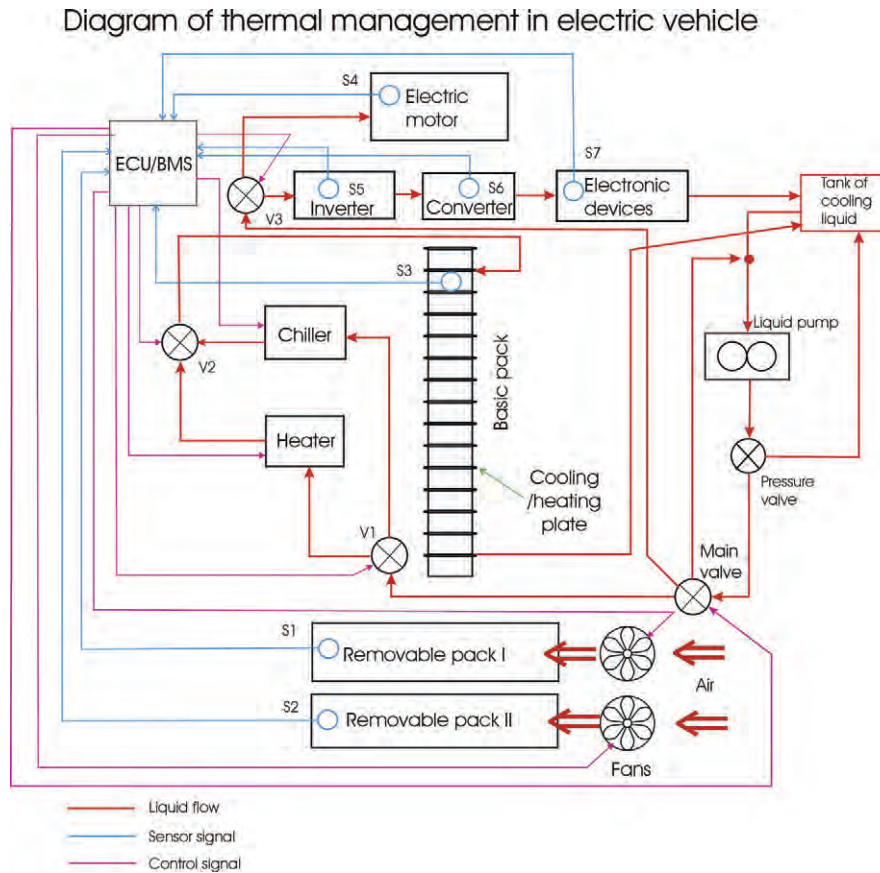 Diagram of thermal management in electric vehicle
S4
Electric
motor
ECU/BMS
S7
S5
Inverter
S6
Converter
Electronic
devices
Tank of
cooling
liquid
V3
S3
Chiller
V2
Liquid pump
Basic pack
Heater
Cooling
/heating
plate
Pressure
valve
V1
Main
valve
S1
Removable pack I
Air
S2
Removable pack II
Fans
Liquid flow
Sensor signal
Control signal